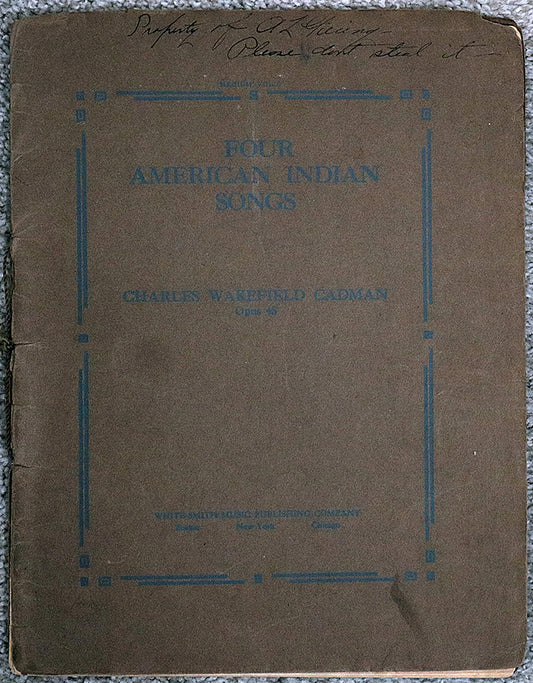 Property of A L
Please dont steal it
FOUR
AMERICAN INDIAN
SONGS
CHARLES WAKEFIELD CADMAN
Opus 45
WHITE-SMITH MUSIC PUBLISHING COMPANY
Boston New York Chicago